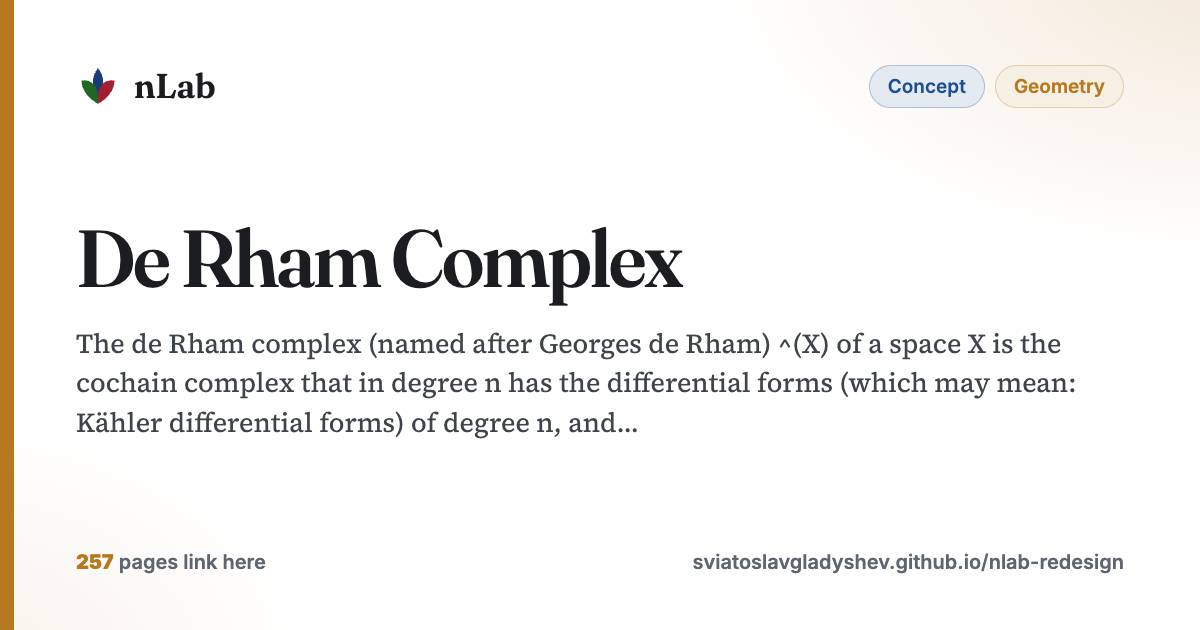 nLab
Concept
Geometry
De Rham Complex
The de Rham complex (named after Georges de Rham) ^(X) of a space X is the
cochain complex that in degree n has the differential forms (which may mean:
Kähler differential forms) of degree n, and...
257 pages link here
sviatoslavgladyshev.github.io/nlab-redesign